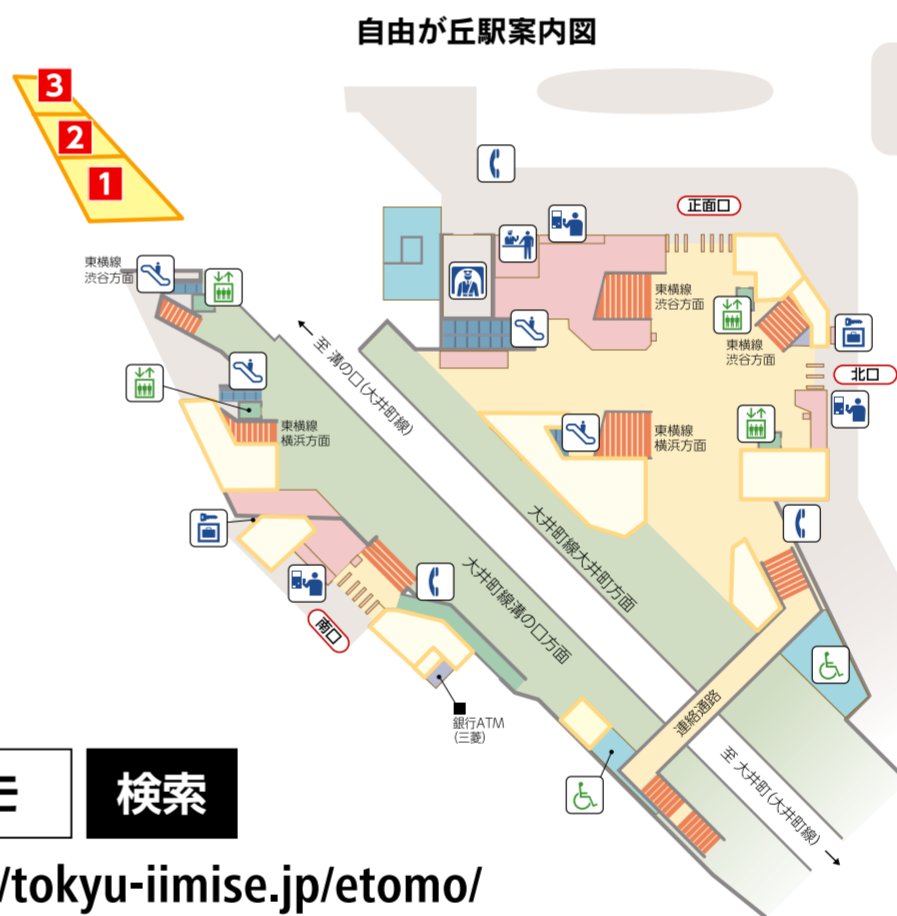 自由が丘駅案内図
3
2
1
正面口
東横線
渋谷方面
東横線
渋谷方面
東横線
渋谷方面
北口
至 溝の口(大井町線)
東横線
横浜方面
東横線
横浜方面
大井町線大井町方面
大井町線溝の口方面
南口
連絡通路
銀行ATM
(三菱)
至 大井町(大井町線)
検索
/tokyu-iimise.jp/etomo/